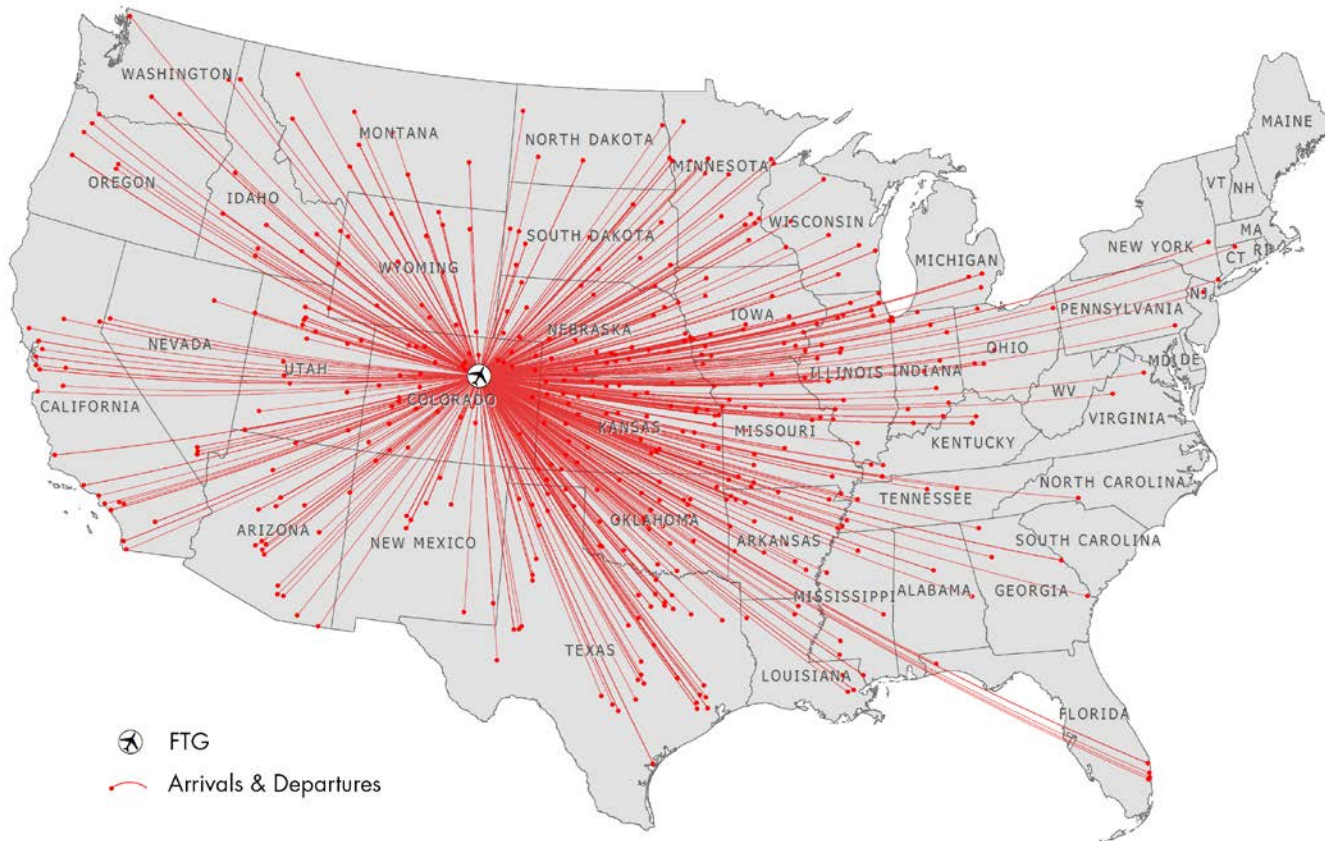 WASHINGTON
MONTANA
NORTH DAKOTA
MINNESOTA
MAINE
VT
NH
OREGON
IDAHO
WISCONSIN
MICHIGAN
NEW YORK
MA
CT
RI
SOUTH DAKOTA
WYOMING
NEBRASKA
IOWA
PENNSYLVANIA
NJ
NEVADA
UTAH
COLORADO
ILLINOIS
INDIANA
OHIO
MD
DE
WV
VIRGINIA
CALIFORNIA
KANSAS
MISSOURI
KENTUCKY
NORTH CAROLINA
TENNESSEE
ARIZONA
NEW MEXICO
OKLAHOMA
ARKANSAS
SOUTH CAROLINA
MISSISSIPPI
ALABAMA
GEORGIA
TEXAS
LOUISIANA
FLORIDA
FTG
Arrivals & Departures